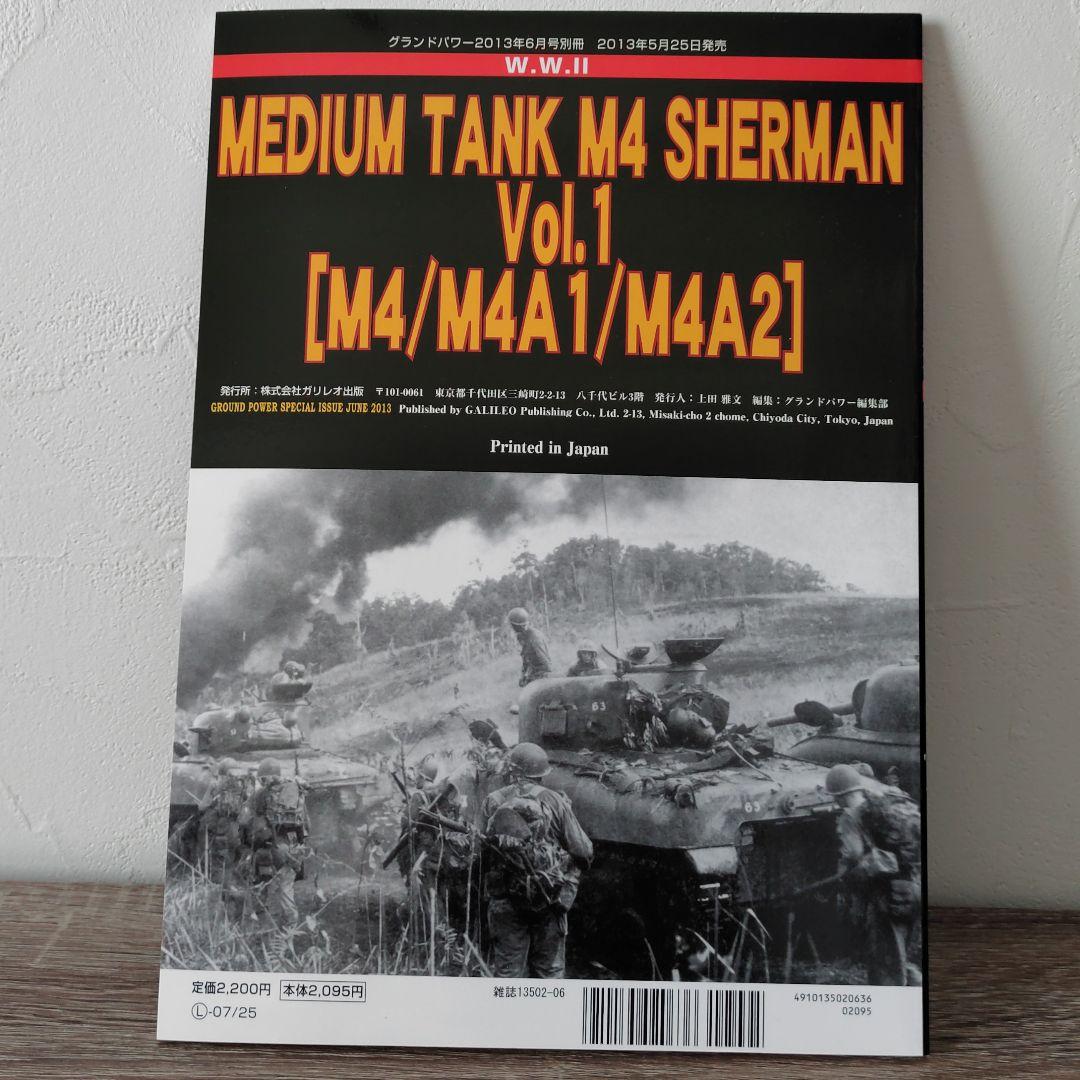 グランドパワー2013年6月号別冊　2013年5月25日発売
W.W.II
MEDIUM TANK M4 SHERMAN
Vol.1
[M4/M4A1/M4A2]
発行所：株式会社ガリレオ出版　〒101-0061　東京都千代田区三崎町2-2-13　八千代ビル3階　発行人：上田 雅文　編集：グランドパワー編集部
GROUND POWER SPECIAL ISSUE JUNE 2013 Published by GALILEO Publishing Co., Ltd. 2-13, Misaki-cho 2 chome, Chiyoda City, Tokyo, Japan
Printed in Japan
63
63
定価2,200円 本体2,095円
Ⓛ-07/25
雑誌13502-06
4910135020636
02095